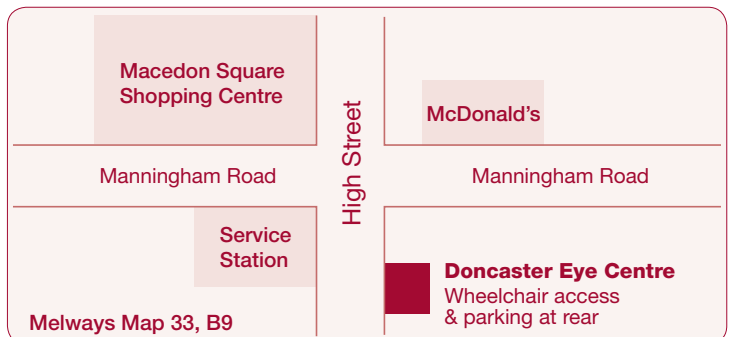 Macedon Square
Shopping Centre
McDonald's
High Street
Manningham Road
Manningham Road
Service
Station
Doncaster Eye Centre
Wheelchair access
& parking at rear
Melways Map 33, B9